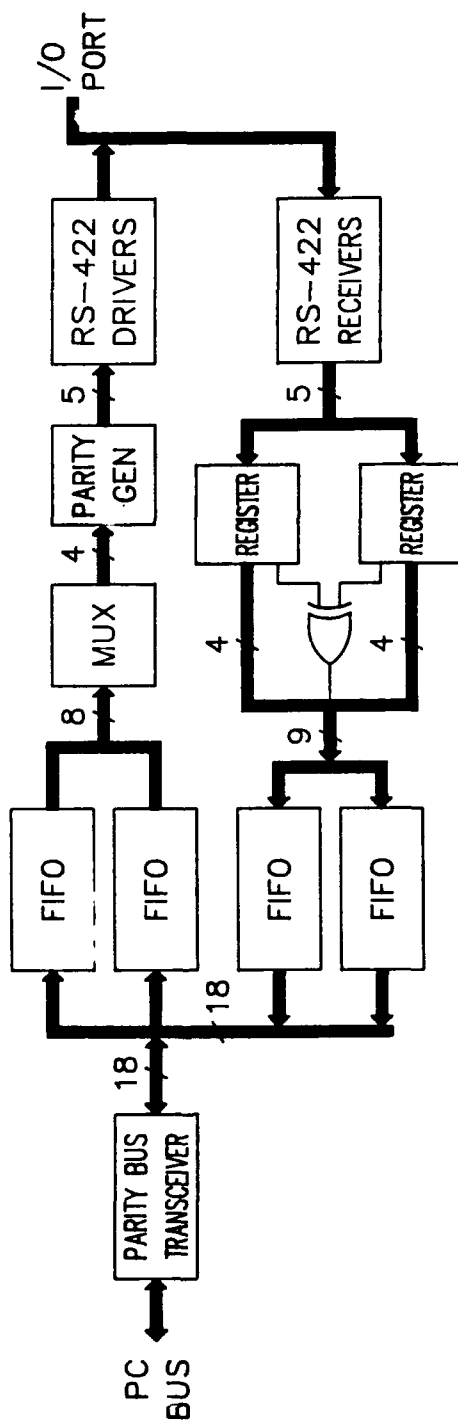 PC
BUS
PARITY BUS
TRANSCEIVER
18
18
FIFO
FIFO
8
MUX
4
PARITY
GEN
5
RS-422
DRIVERS
I/O
PORT
FIFO
FIFO
9
4
4
REGISTER
REGISTER
5
RS-422
RECEIVERS